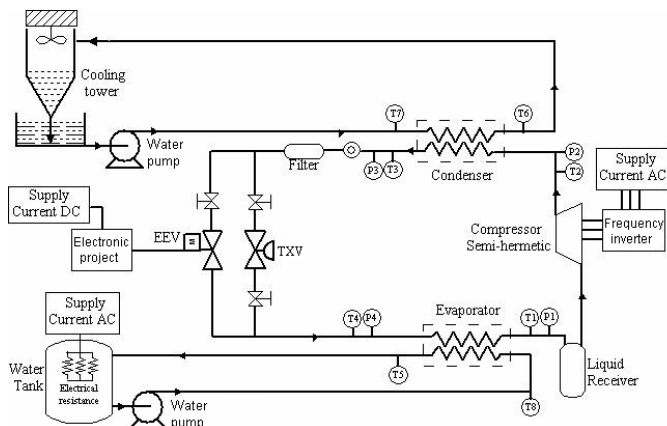 Cooling
tower
Water
pump
T7
T6
Filter
P3
T3
Condenser
P2
T2
Supply
Current AC
Supply
Current DC
Electronic
project
EEV
TXV
Compressor
Semi-hermetic
Frequency
inverter
Supply
Current AC
T4
P4
Evaporator
T1
P1
Water
Tank
Electrical
resistance
T5
Water
pump
T8
Liquid
Receiver